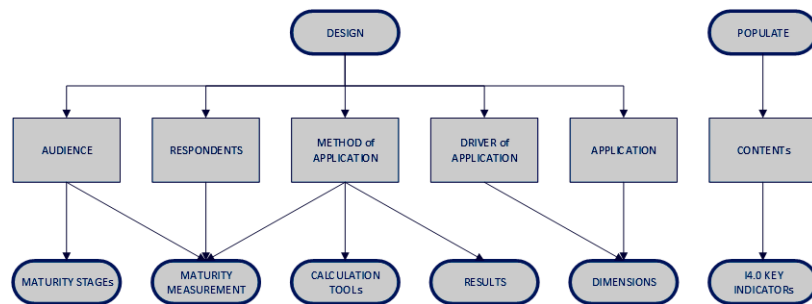 DESIGN
POPULATE
AUDIENCE
RESPONDENTS
METHOD of
APPLICATION
DRIVER of
APPLICATION
APPLICATION
CONTENTs
MATURITY STAGEs
MATURITY
MEASUREMENT
CALCULATION
TOOLs
RESULTS
DIMENSIONS
I4.0 KEY
INDICATORs